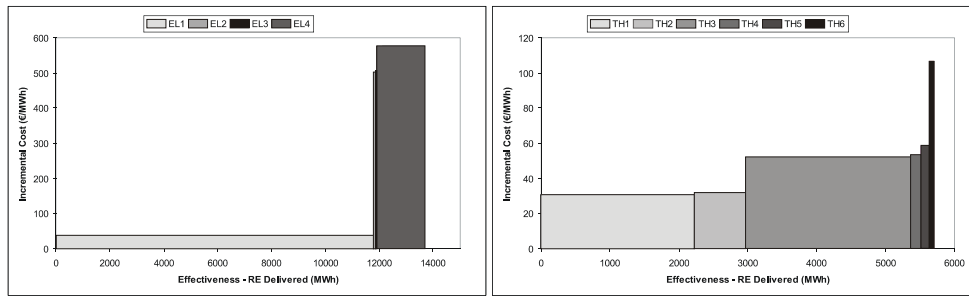 EL1 EL2 EL3 EL4
600
500
400
300
200
100
0
Incremental Cost (€/MWh)
0 2000 4000 6000 8000 10000 12000 14000
Effectiveness - RE Delivered (MWh)
TH1 TH2 TH3 TH4 TH5 TH6
120
100
80
60
40
20
0
Incremental Cost (€/MWh)
0 1000 2000 3000 4000 5000 6000
Effectiveness - RE Delivered (MWh)